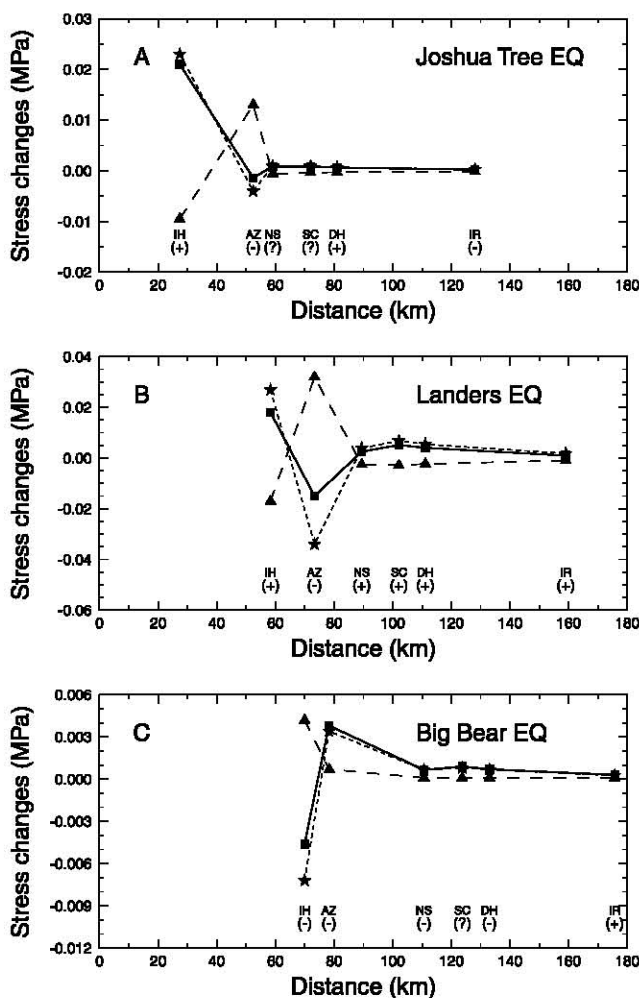 A Joshua Tree EQ
Stress changes (MPa)
0.03
0.02
0.01
0.00
-0.01
-0.02
IH AZ NS SC DH IR
(+) (-) (?) (?) (+) (-)
0 20 40 60 80 100 120 140 160 180
Distance (km)
B Landers EQ
Stress changes (MPa)
0.04
0.02
0.00
-0.02
-0.04
-0.06
IH AZ NS SC DH IR
(+) (-) (+) (+) (+) (+)
0 20 40 60 80 100 120 140 160 180
Distance (km)
C Big Bear EQ
Stress changes (MPa)
0.006
0.003
0.000
-0.003
-0.006
-0.009
-0.012
IH AZ NS SC DH IR
(-) (-) (-) (?) (-) (+)
0 20 40 60 80 100 120 140 160 180
Distance (km)